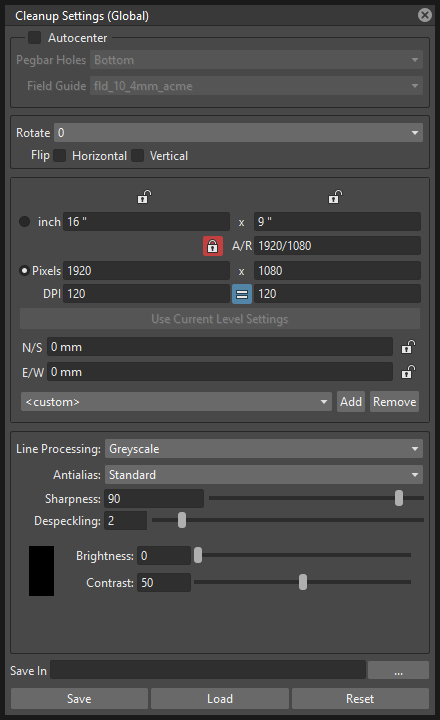 Cleanup Settings (Global)
Autocenter
Pegbar Holes Bottom
Field Guide fld_10_4mm_acme
Rotate 0
Flip Horizontal Vertical
inch 16 " x 9 "
A/R 1920/1080
Pixels 1920 x 1080
DPI 120 120
Use Current Level Settings
N/S 0 mm
E/W 0 mm
<custom> Add Remove
Line Processing: Greyscale
Antialias: Standard
Sharpness: 90
Despeckling: 2
Brightness: 0
Contrast: 50
Save In ...
Save Load Reset